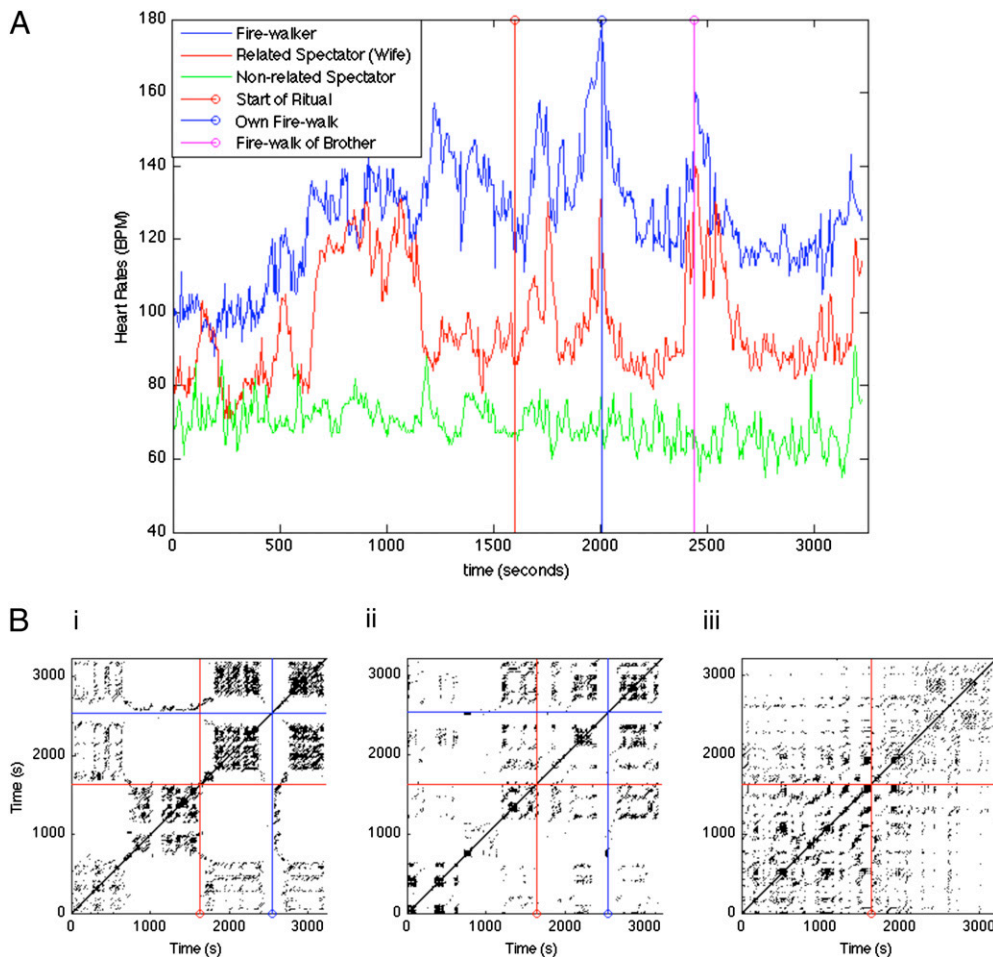 A
Heart Rates (BPM)
180
160
140
120
100
80
60
40
Fire-walker
Related Spectator (Wife)
Non-related Spectator
Start of Ritual
Own Fire-walk
Fire-walk of Brother
0 500 1000 1500 2000 2500 3000
time (seconds)
B
i
Time (s)
3000
2000
1000
0
0 1000 2000 3000
Time (s)
ii
3000
2000
1000
0
0 1000 2000 3000
Time (s)
iii
3000
2000
1000
0
0 1000 2000 3000
Time (s)